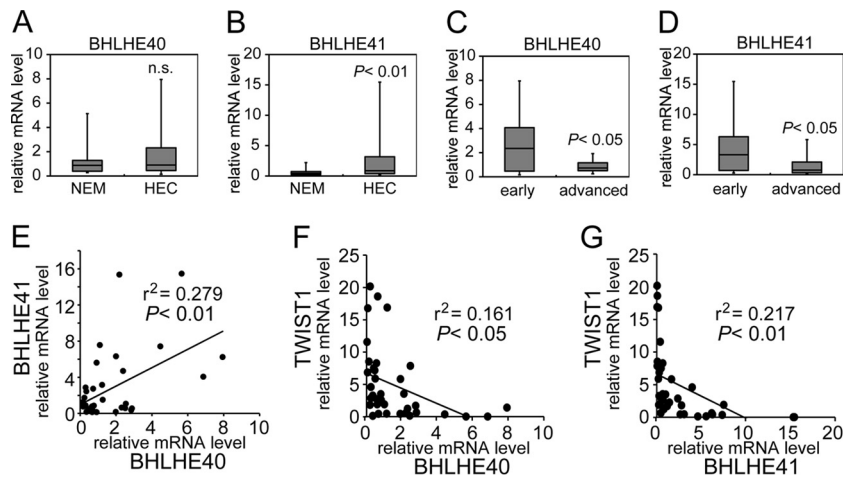 A
BHLHE40
relative mRNA level
10
8
6
4
2
0
n.s.
NEM
HEC
B
BHLHE41
relative mRNA level
20
15
10
5
0
P< 0.01
NEM
HEC
C
BHLHE40
relative mRNA level
10
8
6
4
2
0
P< 0.05
early
advanced
D
BHLHE41
relative mRNA level
20
15
10
5
0
P< 0.05
early
advanced
E
BHLHE41
relative mRNA level
16
12
8
4
0
r²= 0.279
P< 0.01
0 2 4 6 8 10
relative mRNA level
BHLHE40
F
TWIST1
relative mRNA level
25
20
15
10
5
0
r²= 0.161
P< 0.05
0 2 4 6 8 10
relative mRNA level
BHLHE40
G
TWIST1
relative mRNA level
25
20
15
10
5
0
r²= 0.217
P< 0.01
0 5 10 15 20
relative mRNA level
BHLHE41